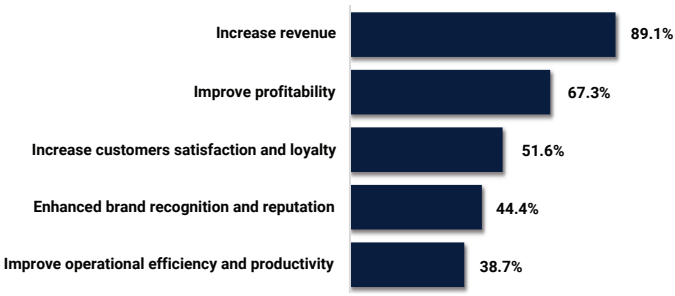 Increase revenue 89.1%
Improve profitability 67.3%
Increase customers satisfaction and loyalty 51.6%
Enhanced brand recognition and reputation 44.4%
Improve operational efficiency and productivity 38.7%